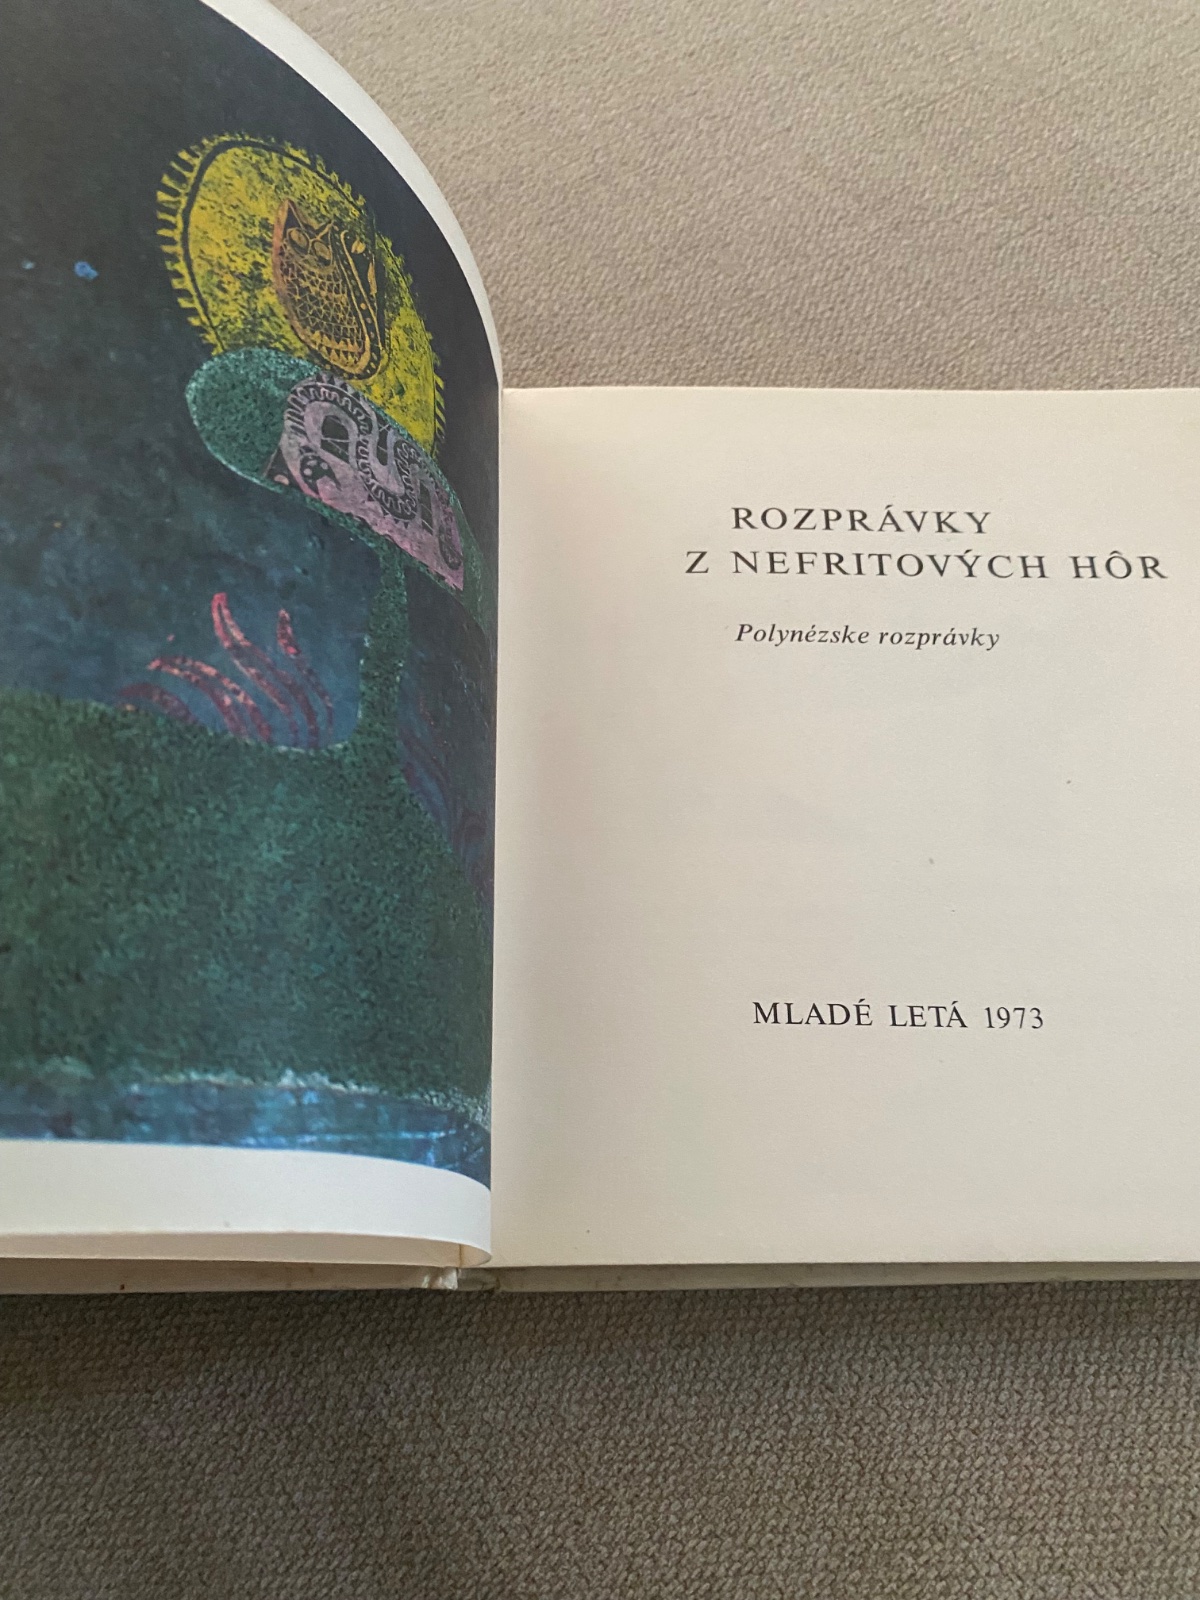 ROZPRÁVKY
Z NEFRITOVÝCH HÔR
Polynézske rozprávky
MLADÉ LETÁ 1973